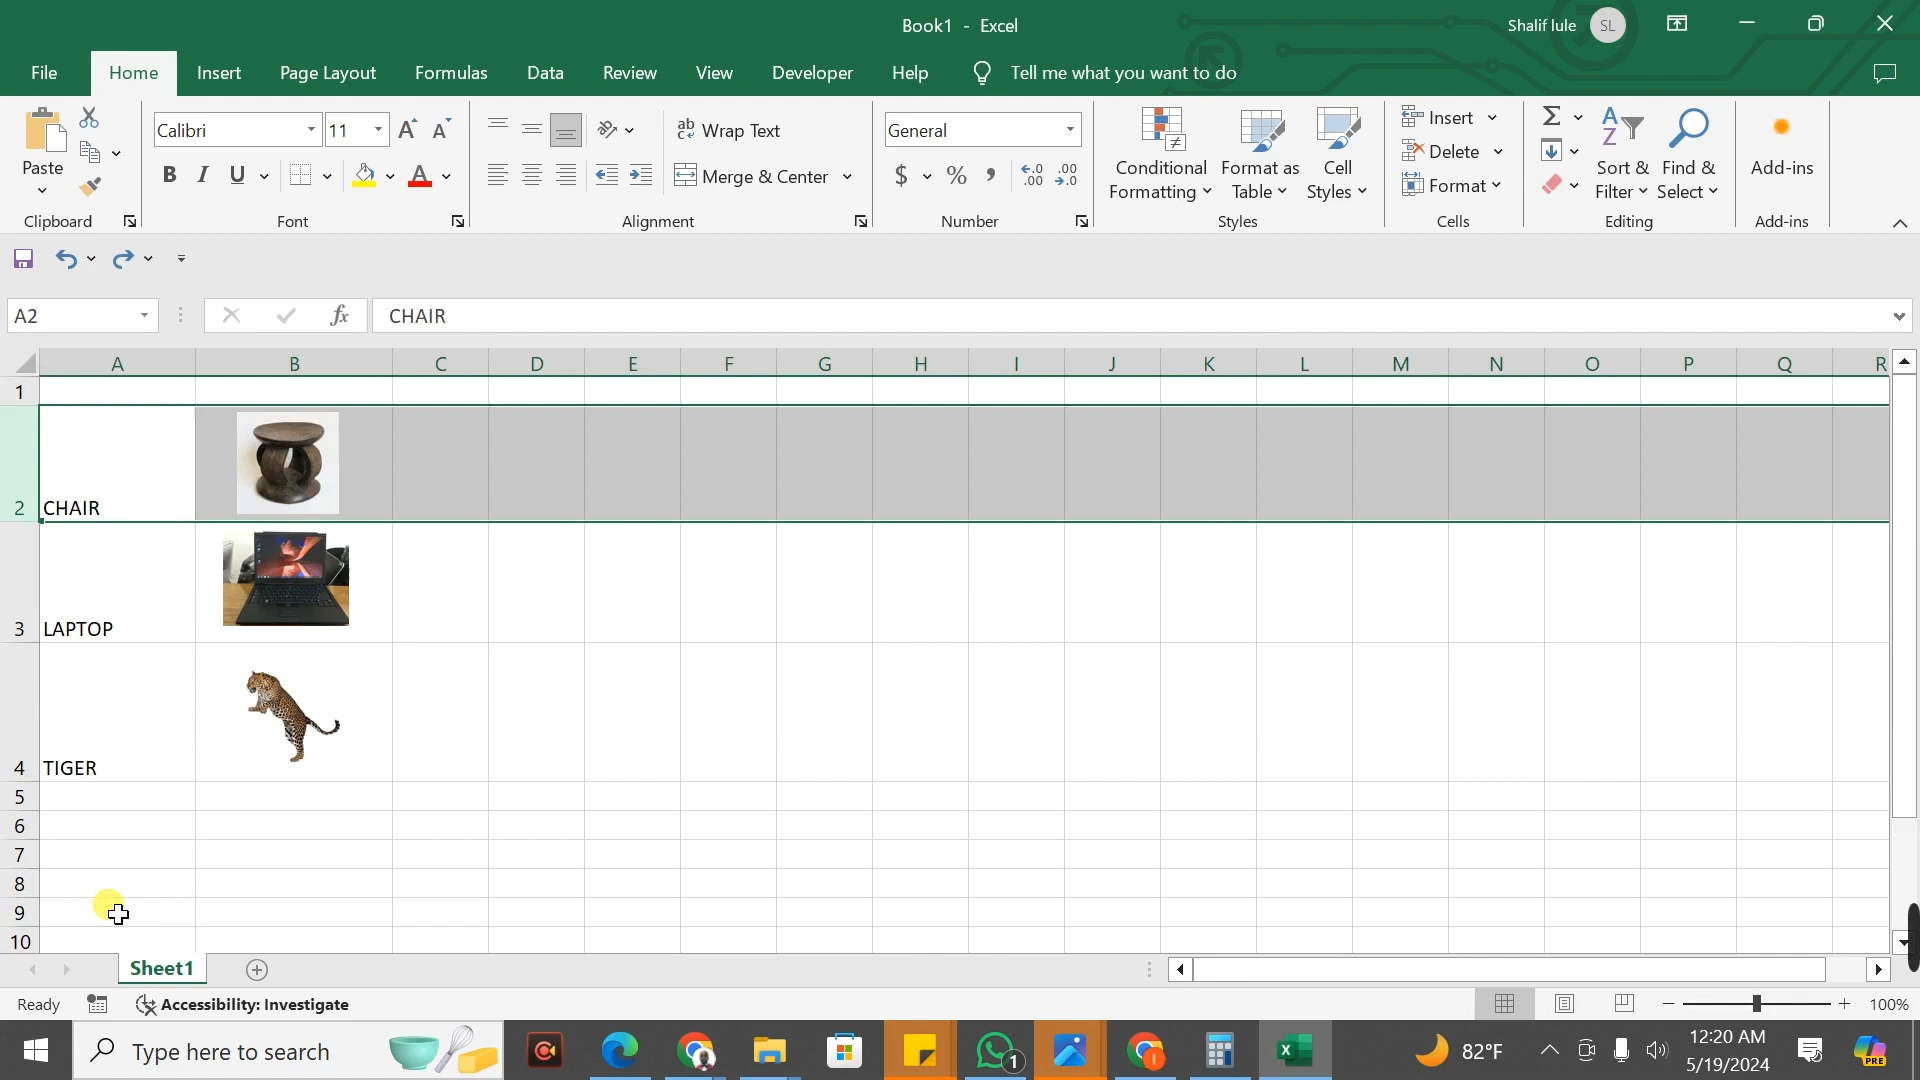 Book1 - Excel
Shalif lule SL
File Home Insert Page Layout Formulas Data Review View Developer Help Tell me what you want to do
Paste
Clipboard
Calibri 11
B I U A
Font
ab Wrap Text
Merge & Center
Alignment
General
$ % ,
Number
Conditional Formatting
Format as Table
Cell Styles
Styles
Insert
Delete
Format
Cells
Sort & Filter
Find & Select
Editing
Add-ins
Add-ins
A2 fx CHAIR
A B C D E F G H I J K L M N O P Q R
1
2 CHAIR
3 LAPTOP
4 TIGER
5
6
7
8
9
10
Sheet1
Ready Accessibility: Investigate 100%
Type here to search
1
82°F
12:20 AM
5/19/2024
PRE